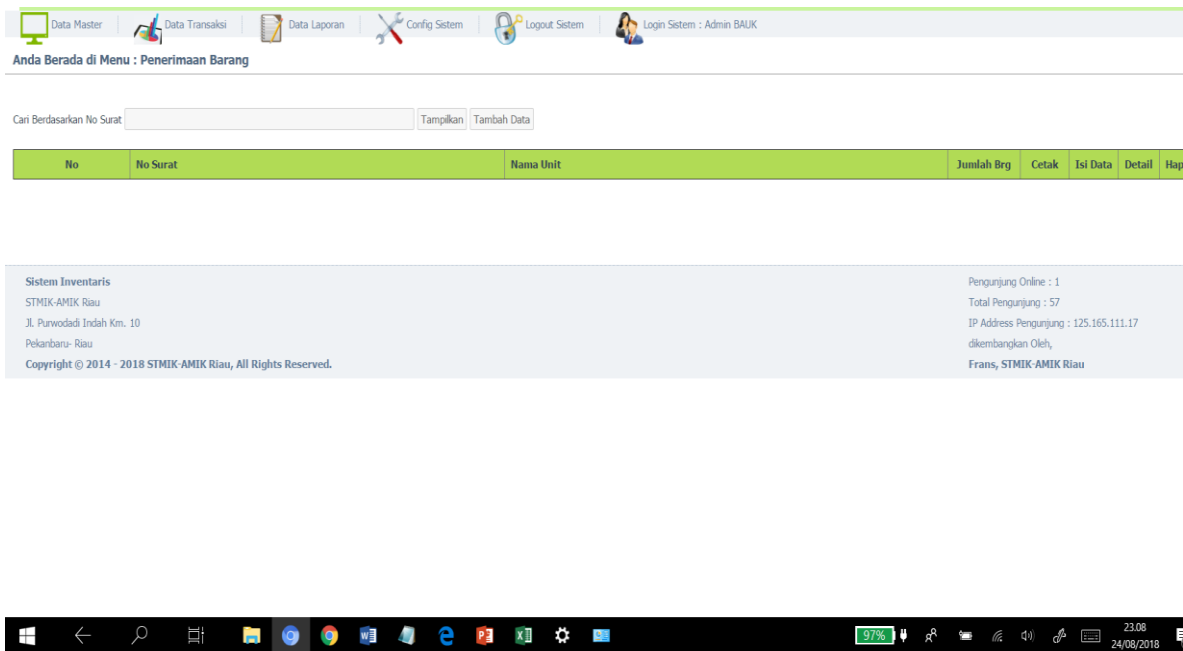 Data Master Data Transaksi Data Laporan Config Sistem Logout Sistem Login Sistem : Admin BAUK
Anda Berada di Menu : Penerimaan Barang
Cari Berdasarkan No Surat Tampilkan Tambah Data
No No Surat Nama Unit Jumlah Brg Cetak Isi Data Detail Hap
Sistem Inventaris
STMIK-AMIK Riau
Jl. Purwodadi Indah Km. 10
Pekanbaru- Riau
Copyright © 2014 - 2018 STMIK-AMIK Riau, All Rights Reserved.
Pengunjung Online : 1
Total Pengunjung : 57
IP Address Pengunjung : 125.165.111.17
dikembangkan Oleh,
Frans, STMIK-AMIK Riau
97% 23.08
24/08/2018